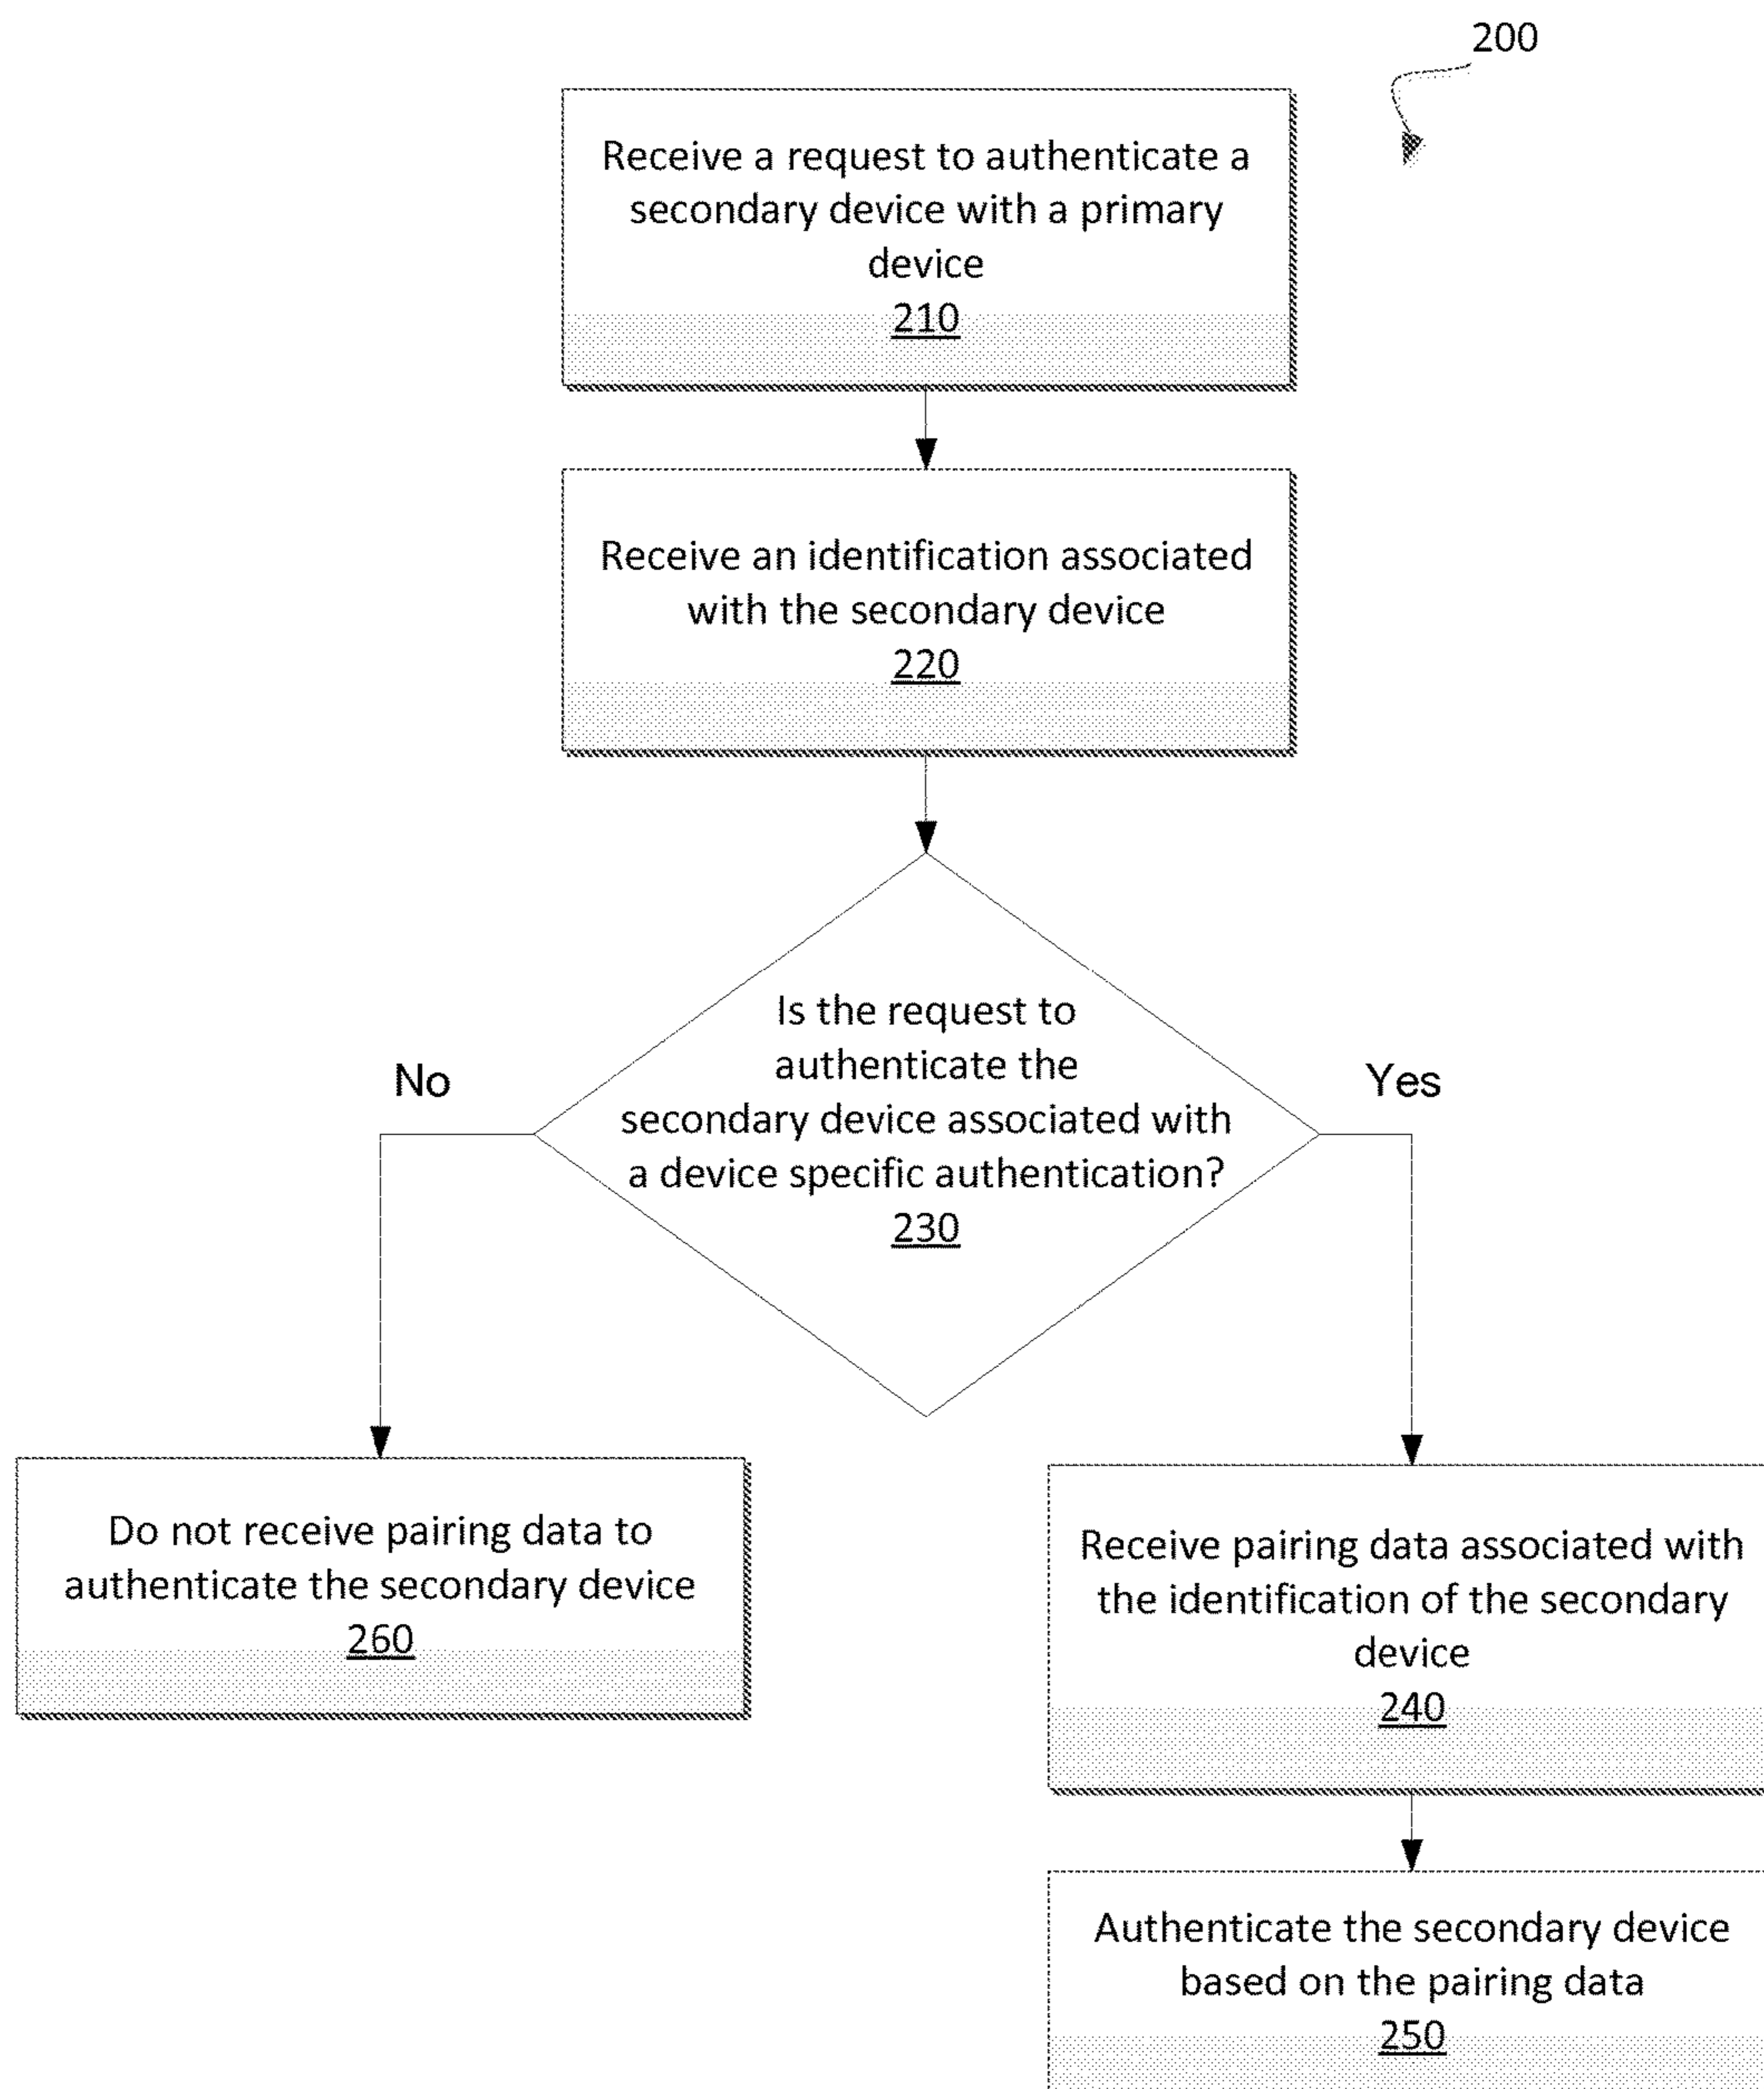 200
Receive a request to authenticate a
secondary device with a primary
device
210
Receive an identification associated
with the secondary device
220
Is the request to
authenticate the
secondary device associated with
a device specific authentication?
230
No
Yes
Do not receive pairing data to
authenticate the secondary device
260
Receive pairing data associated with
the identification of the secondary
device
240
Authenticate the secondary device
based on the pairing data
250